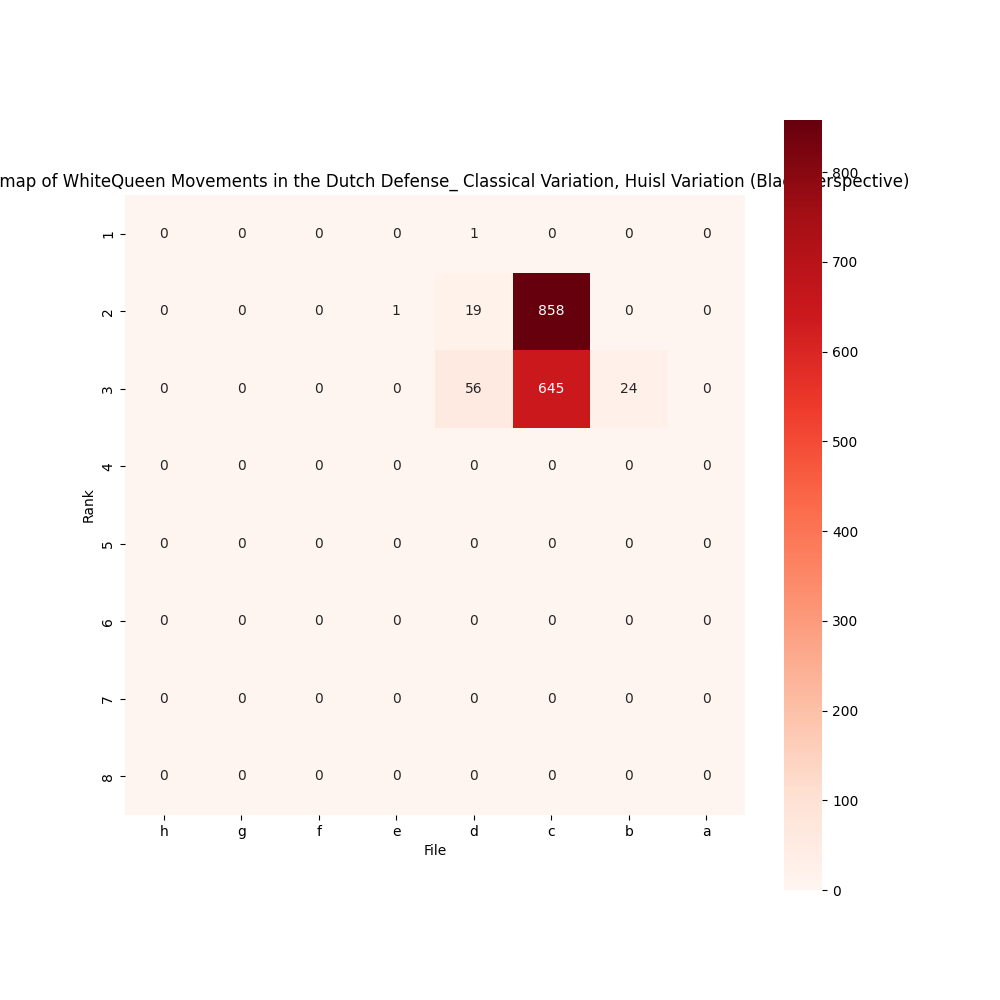 map of WhiteQueen Movements in the Dutch Defense_ Classical Variation, Huisl Variation (Bla erspective)
1 0 0 0 0 1 0 0 0
2 0 0 0 1 19 858 0 0
3 0 0 0 0 56 645 24 0
4 0 0 0 0 0 0 0 0
5 0 0 0 0 0 0 0 0
6 0 0 0 0 0 0 0 0
7 0 0 0 0 0 0 0 0
8 0 0 0 0 0 0 0 0
h g f e d c b a
File
Rank
800
700
600
500
400
300
200
100
0